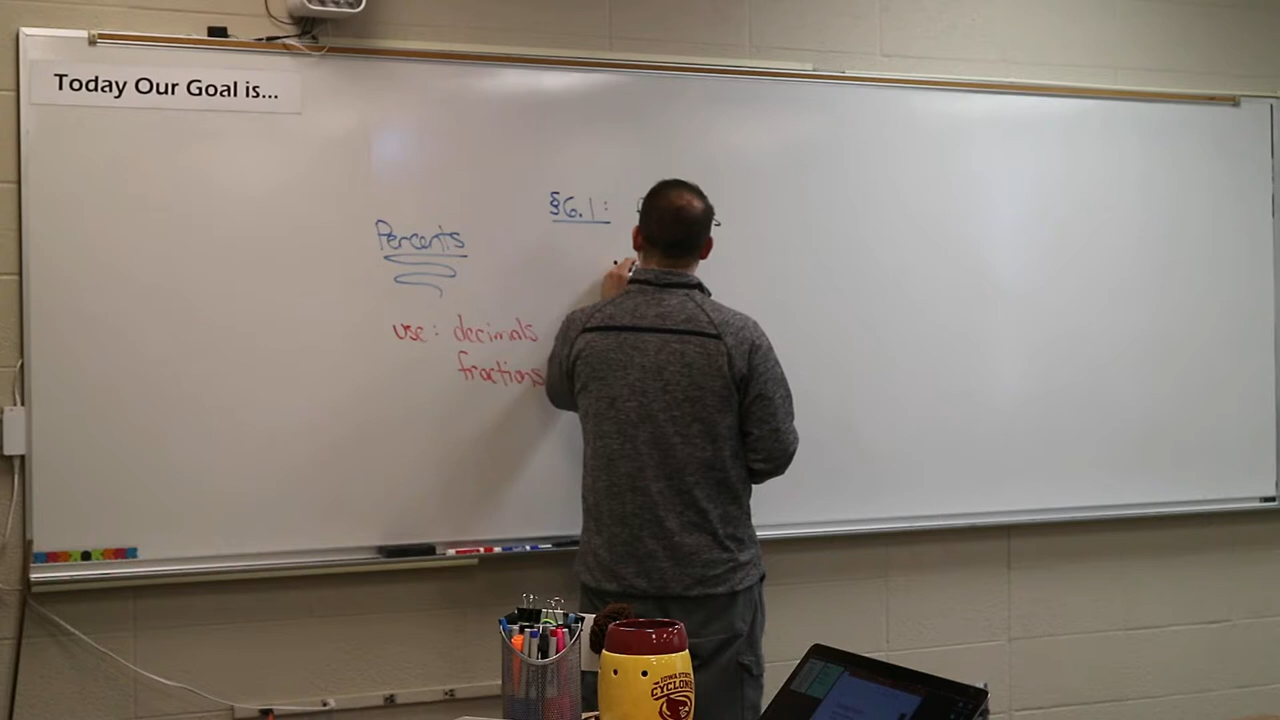 Today Our Goal is...
§6.1:
Percents
use: decimals
fractions
IOWA STATE
CYCLONES